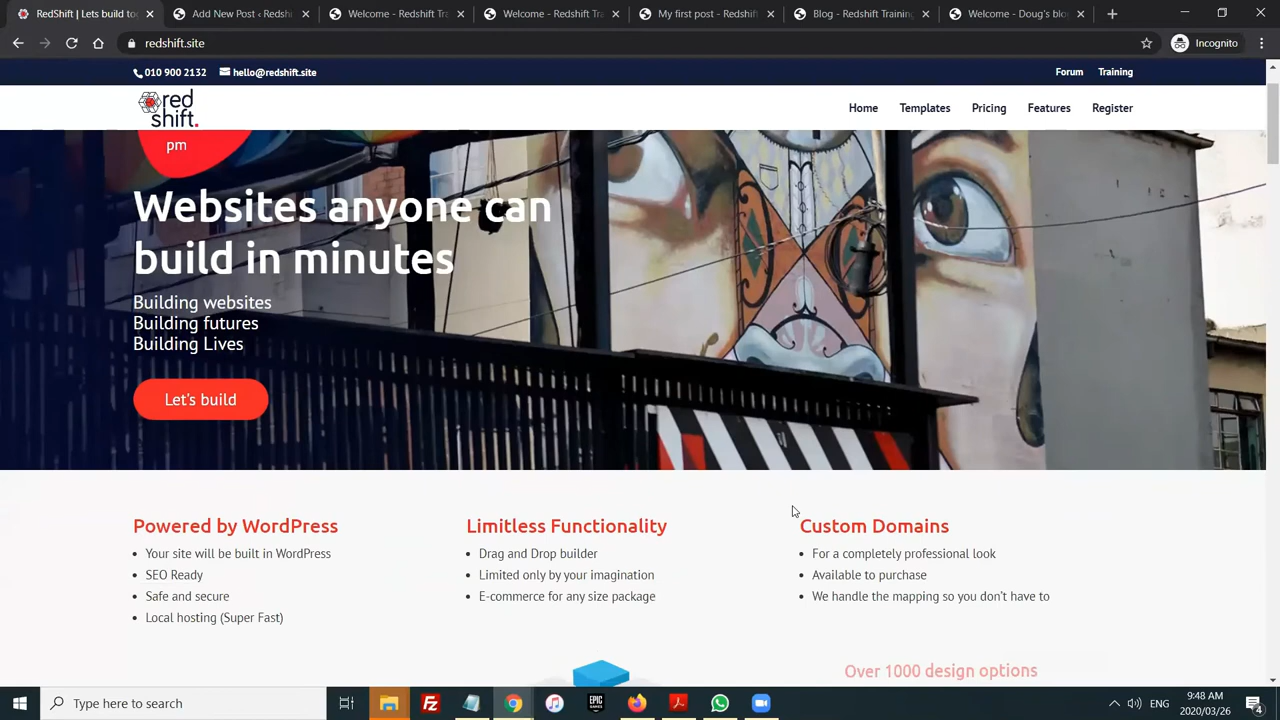 RedShift | Lets build to
Add New Post ‹ Redsh
Welcome - Redshift Tra
Welcome - Redshift Tra
My first post - Redshift
Blog - Redshift Training
Welcome - Doug's blo
redshift.site
Incognito
010 900 2132
hello@redshift.site
Forum
Training
red
shift.
Home
Templates
Pricing
Features
Register
pm
Websites anyone can
build in minutes
Building websites
Building futures
Building Lives
Let's build
Powered by WordPress
Your site will be built in WordPress
SEO Ready
Safe and secure
Local hosting (Super Fast)
Limitless Functionality
Drag and Drop builder
Limited only by your imagination
E-commerce for any size package
Custom Domains
For a completely professional look
Available to purchase
We handle the mapping so you don't have to
Over 1000 design options
Type here to search
EPIC
GAMES
ENG
9:48 AM
2020/03/26
4